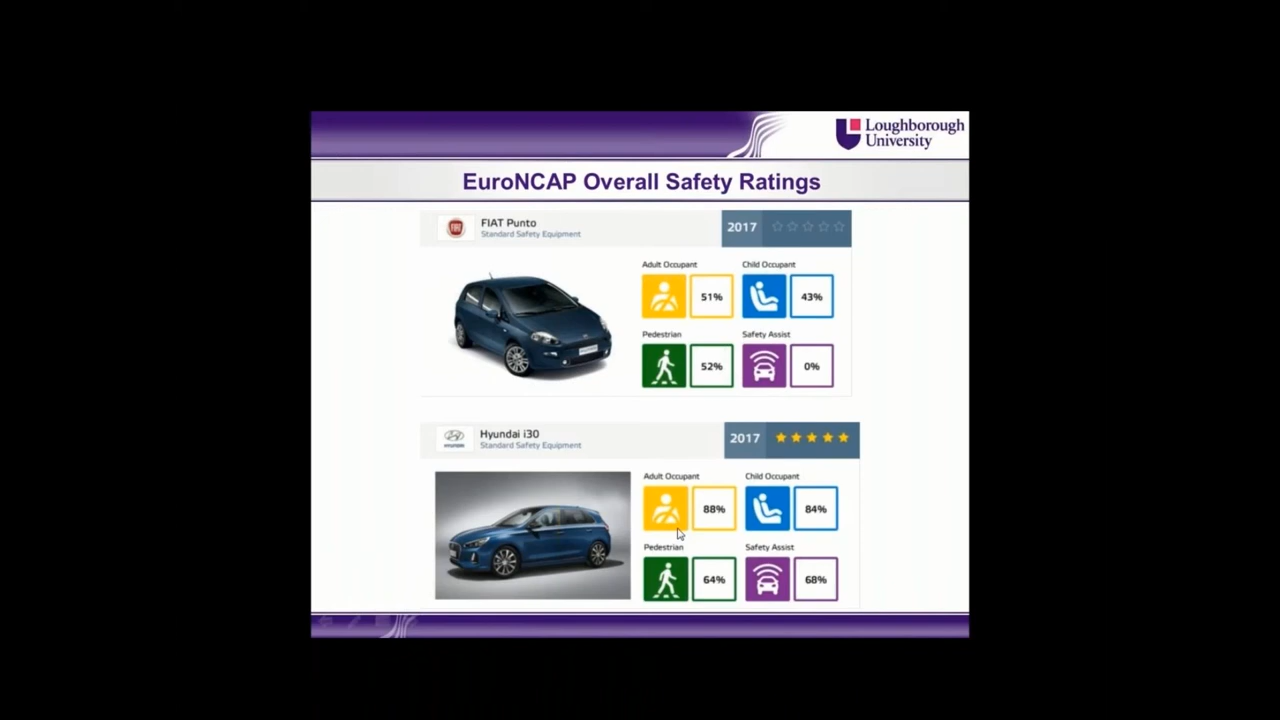 Loughborough
University
EuroNCAP Overall Safety Ratings
FIAT Punto
Standard Safety Equipment
2017
Adult Occupant
Child Occupant
51%
43%
Pedestrian
Safety Assist
52%
0%
Hyundai i30
Standard Safety Equipment
2017
HYUNDAI
Adult Occupant
Child Occupant
88%
84%
Pedestrian
Safety Assist
64%
68%